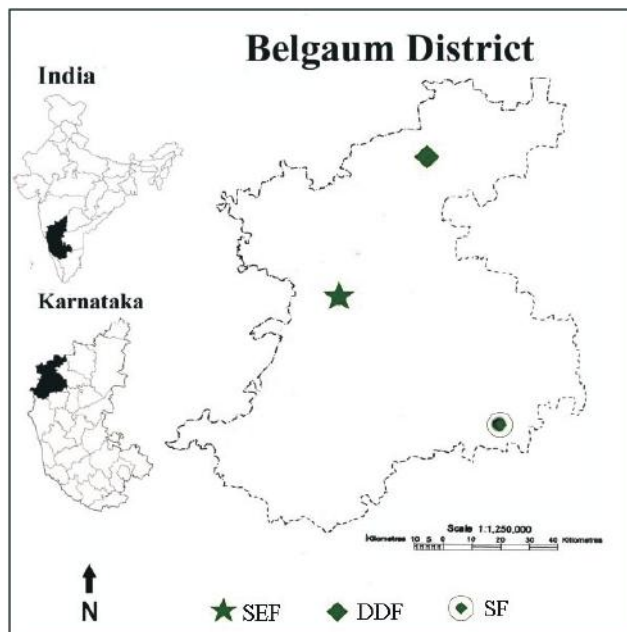 Belgaum District
India
Karnataka
Scale 1:1,250,000
Kilometres 10 5 0 10 20 30 40 Kilometres
N
SEF DDF SF